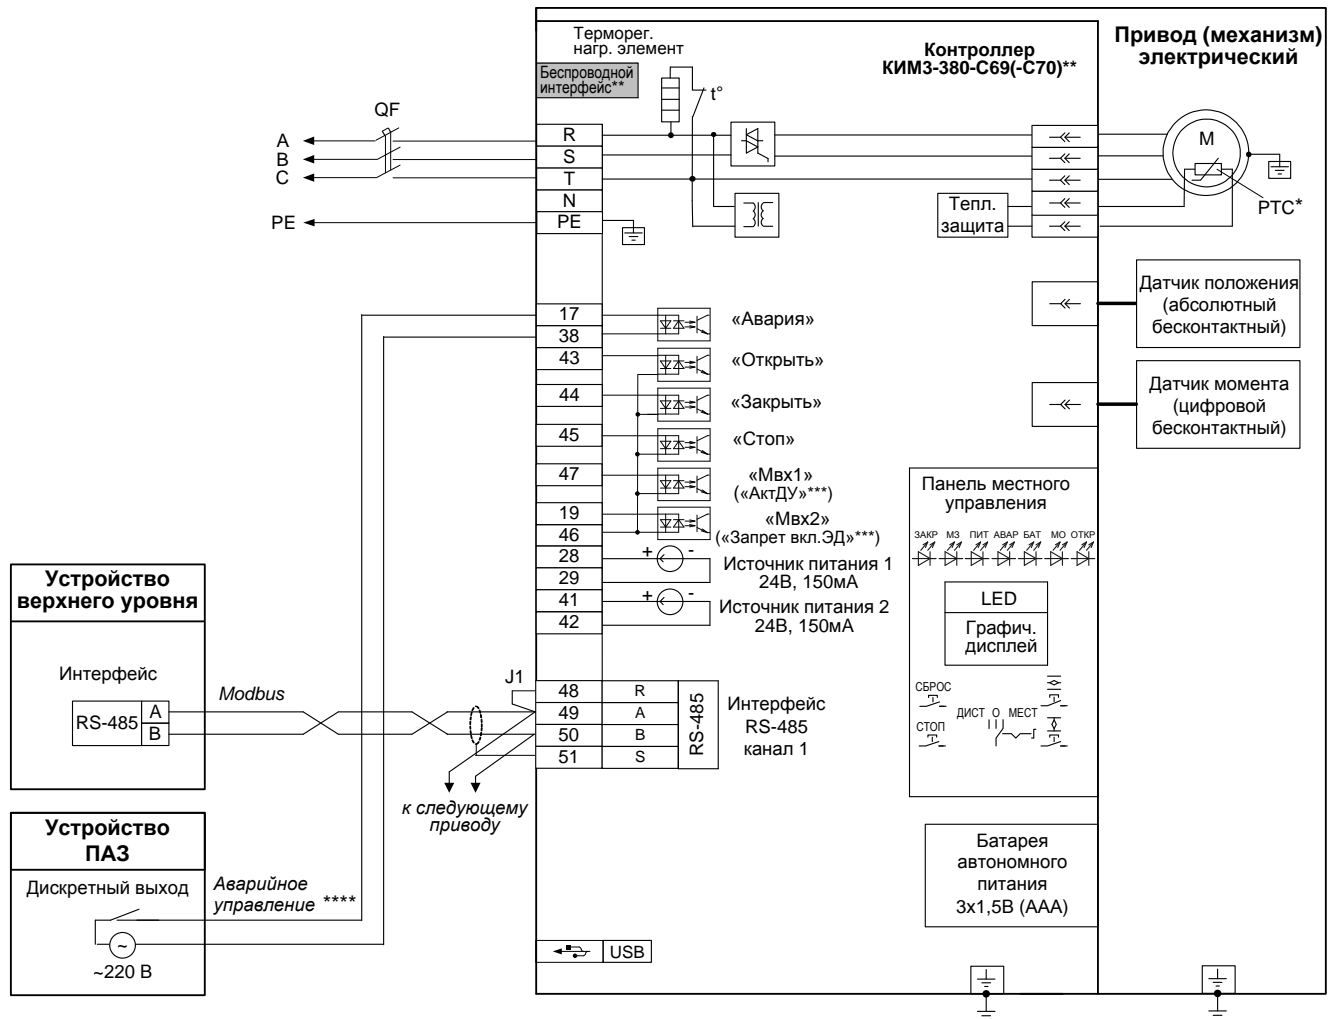 Терморег.
нагр. элемент
Беспроводной
интерфейс**
Контроллер
КИМ3-380-С69(-С70)**
Привод (механизм)
электрический
t°
QF
A
B
C
PE
R
S
T
N
PE
Тепл.
защита
M
PTC*
Датчик положения
(абсолютный
бесконтактный)
Датчик момента
(цифровой
бесконтактный)
17
38
43
44
45
47
19
46
28
29
41
42
«Авария»
«Открыть»
«Закрыть»
«Стоп»
«Мвх1»
(«АктДУ»***)
«Мвх2»
(«Запрет вкл.ЭД»***)
+ -
Источник питания 1
24В, 150мА
+ -
Источник питания 2
24В, 150мА
Панель местного
управления
ЗАКР МЗ ПИТ АВАР БАТ МО ОТКР
LED
Графич.
дисплей
СБРОС
СТОП
ДИСТ О МЕСТ
Устройство
верхнего уровня
Интерфейс
RS-485
A
B
Modbus
J1
48 R
49 A
50 B
51 S
RS-485
Интерфейс
RS-485
канал 1
к следующему
приводу
Устройство
ПАЗ
Дискретный выход
~
~220 В
Аварийное
управление ****
Батарея
автономного
питания
3x1,5В (ААА)
USB